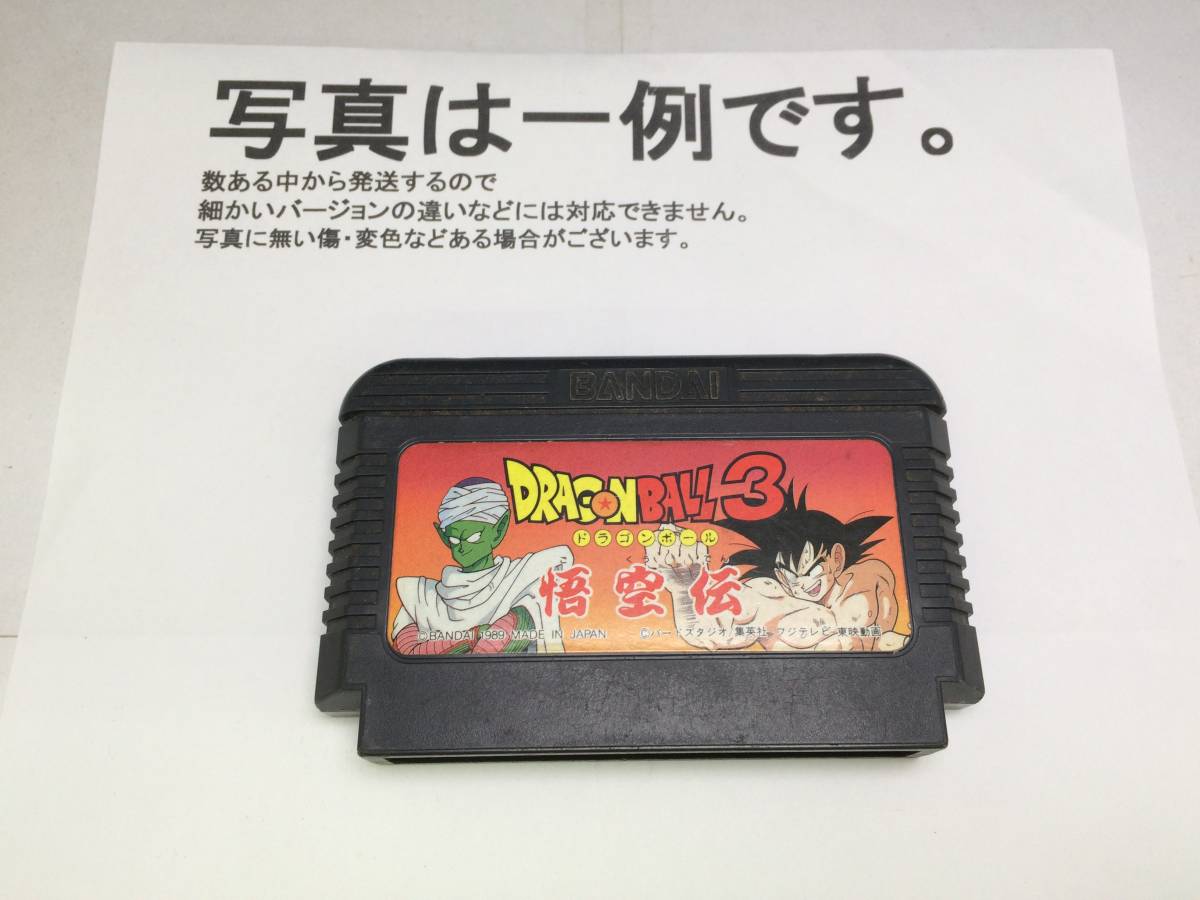 写真は一例です。
数ある中から発送するので
細かいバージョンの違いなどには対応できません。
写真に無い傷・変色などある場合がございます。
BANDAI
DRAGON BALL 3
ドラゴンボール
悟空伝
©BANDAI 1989 MADE IN JAPAN
©バードスタジオ/集英社 フジテレビ 東映動画